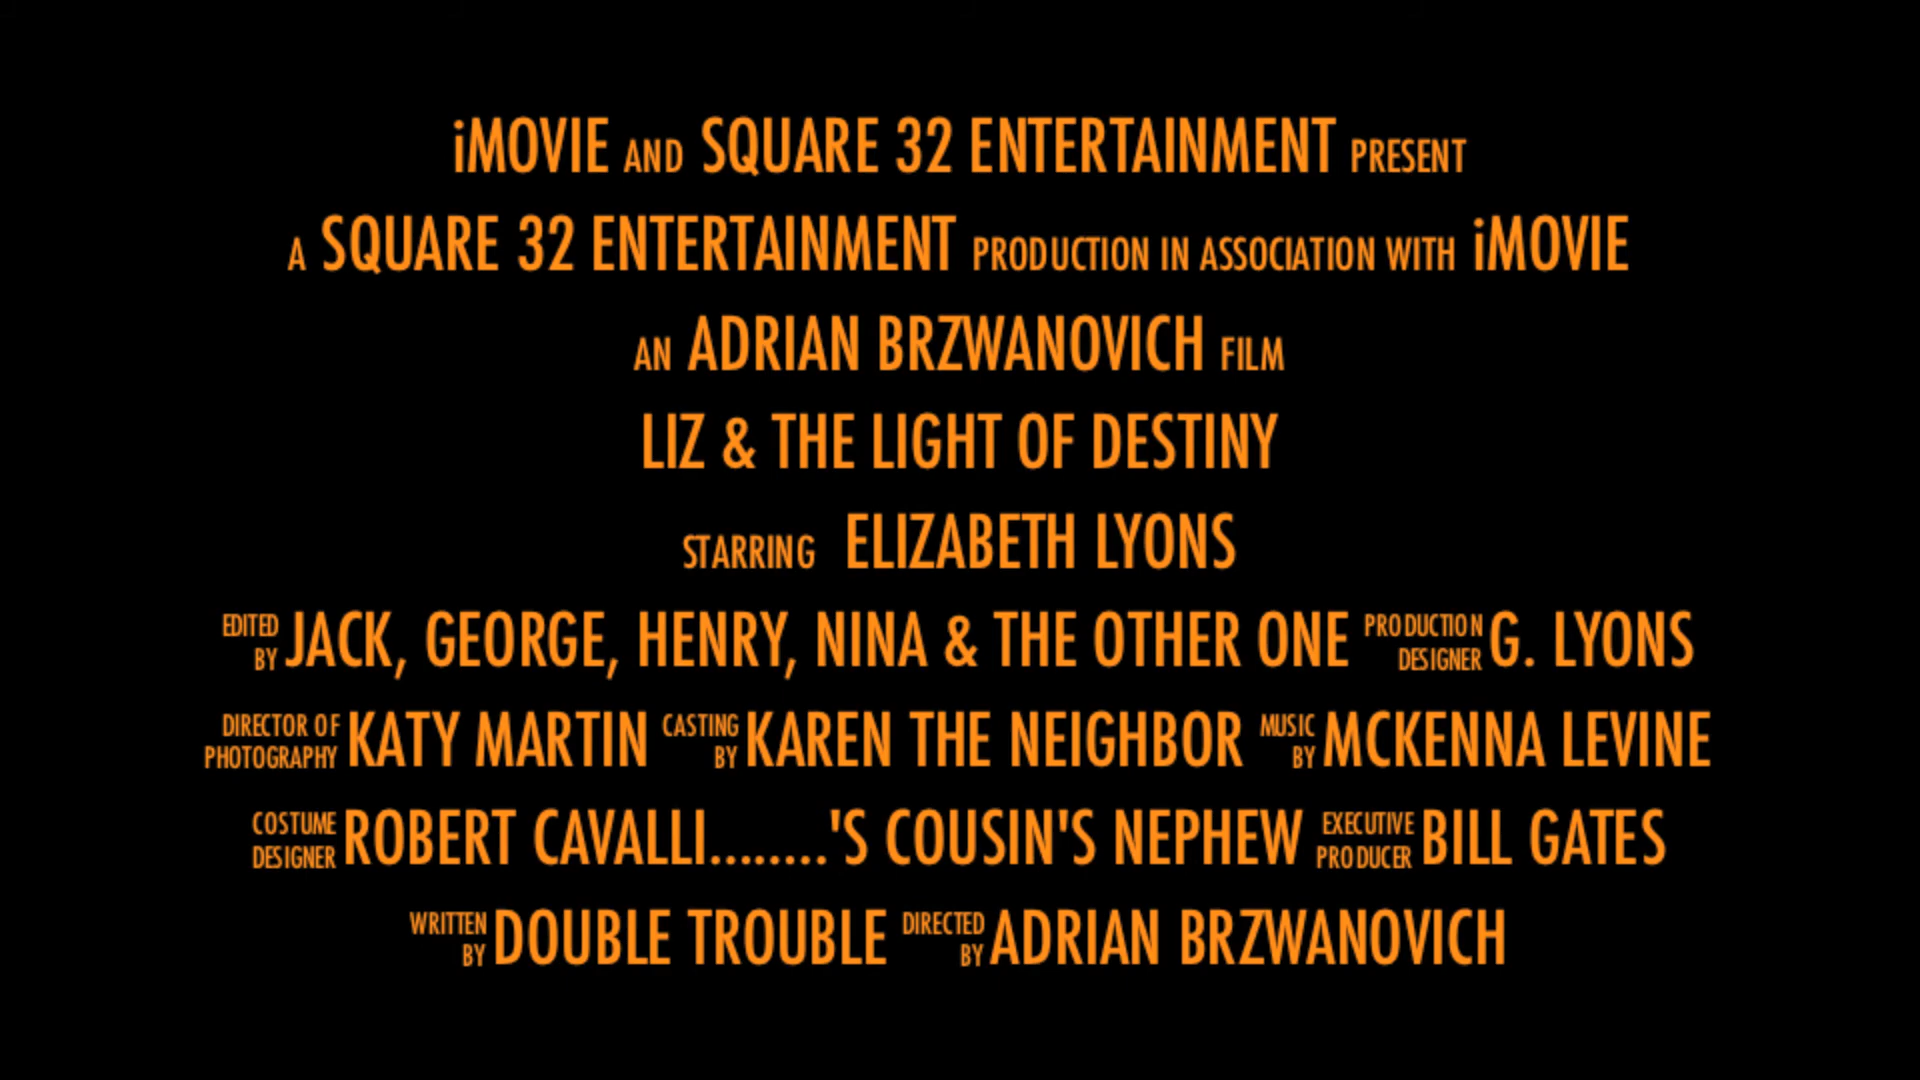 iMOVIE AND SQUARE 32 ENTERTAINMENT PRESENT
A SQUARE 32 ENTERTAINMENT PRODUCTION IN ASSOCIATION WITH iMOVIE
AN ADRIAN BRZWANOVICH FILM
LIZ & THE LIGHT OF DESTINY
STARRING ELIZABETH LYONS
EDITED BY JACK, GEORGE, HENRY, NINA & THE OTHER ONE PRODUCTION DESIGNER G. LYONS
DIRECTOR OF PHOTOGRAPHY KATY MARTIN CASTING BY KAREN THE NEIGHBOR MUSIC BY MCKENNA LEVINE
COSTUME DESIGNER ROBERT CAVALLI........'S COUSIN'S NEPHEW EXECUTIVE PRODUCER BILL GATES
WRITTEN BY DOUBLE TROUBLE DIRECTED BY ADRIAN BRZWANOVICH